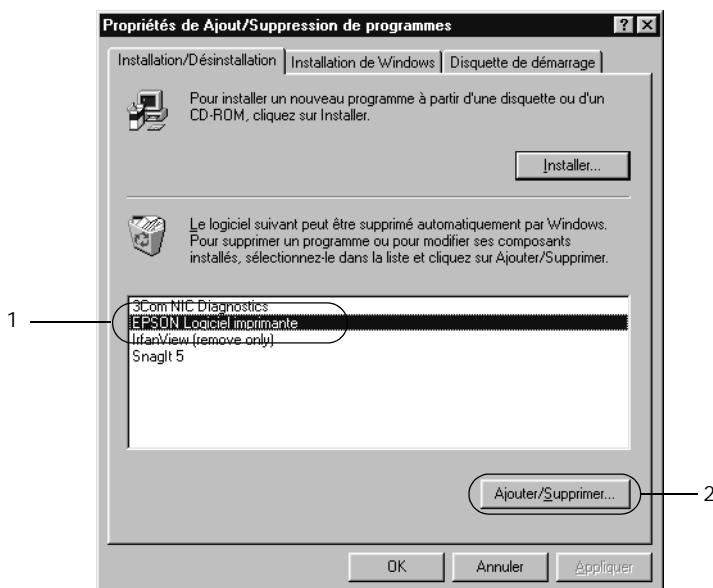 Propriétés de Ajout/Suppression de programmes
Installation/Désinstallation Installation de Windows Disquette de démarrage
Pour installer un nouveau programme à partir d'une disquette ou d'un
CD-ROM, cliquez sur Installer.
Installer...
Le logiciel suivant peut être supprimé automatiquement par Windows.
Pour supprimer un programme ou pour modifier ses composants
installés, sélectionnez-le dans la liste et cliquez sur Ajouter/Supprimer.
3Com NIC Diagnostics
1 EPSON Logiciel imprimante
IrfanView (remove only)
SnagIt 5
Ajouter/Supprimer... 2
OK Annuler Appliquer